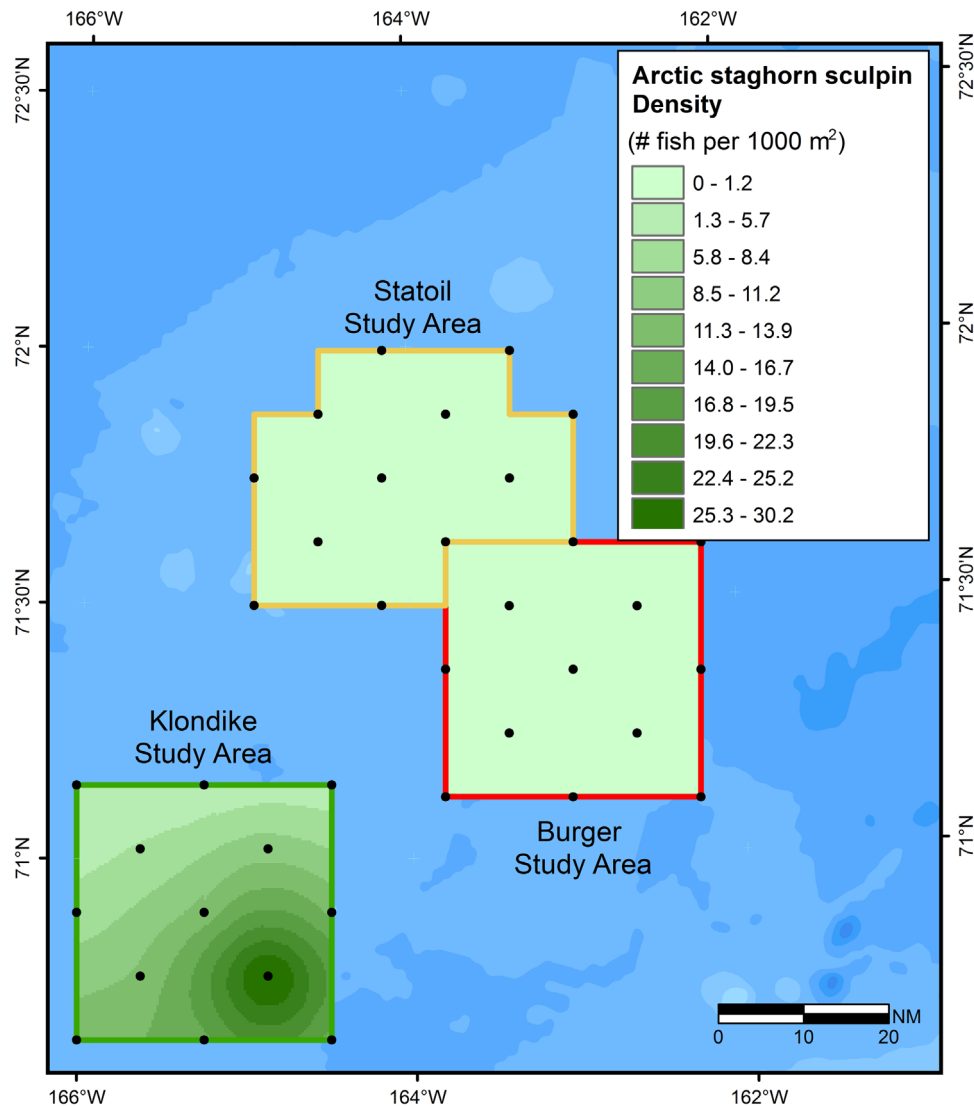 166°W
164°W
162°W
72°30'N
72°30'N
Arctic staghorn sculpin
Density
(# fish per 1000 m²)
0 - 1.2
1.3 - 5.7
5.8 - 8.4
8.5 - 11.2
11.3 - 13.9
14.0 - 16.7
16.8 - 19.5
19.6 - 22.3
22.4 - 25.2
25.3 - 30.2
Statoil
Study Area
72°N
72°N
71°30'N
71°30'N
Klondike
Study Area
Burger
Study Area
71°N
71°N
NM
0 10 20
166°W
164°W
162°W